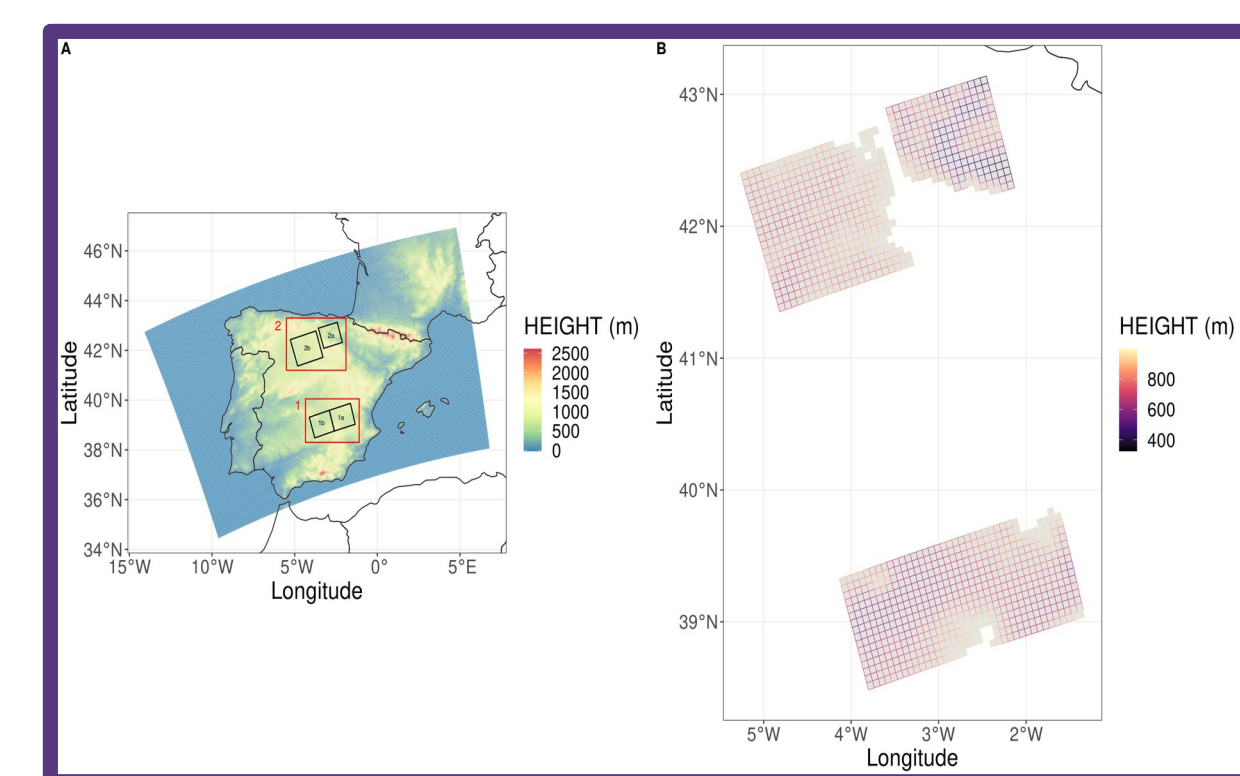 A
46°N
44°N
42°N
40°N
38°N
36°N
34°N
15°W 10°W 5°W 0° 5°E
Longitude
Latitude
2
2b
2a
1
1b
1a
HEIGHT (m)
2500
2000
1500
1000
500
0
B
43°N
42°N
41°N
40°N
39°N
5°W 4°W 3°W 2°W
Longitude
Latitude
HEIGHT (m)
800
600
400